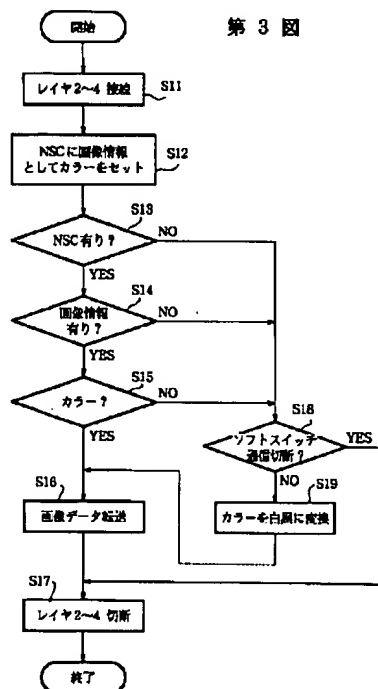 第 3 図
開始
レイヤ2〜4 接続
S11
NSCに画像情報
としてカラーをセット
S12
S13
NSC有り?
NO
YES
S14
画像情報
有り?
NO
YES
S15
カラー?
NO
YES
S18
ソフトスイッチ
通信切断?
YES
NO
S16
画像データ転送
S19
カラーを白黒に変換
S17
レイヤ2〜4 切断
終了